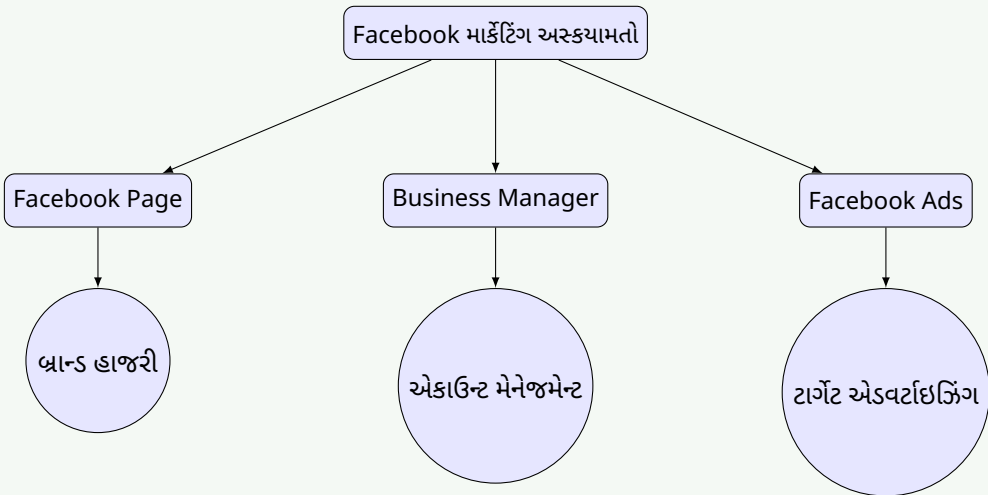 Facebook માર્કેટિંગ અસ્કયામતો
Facebook Page
Business Manager
Facebook Ads
બ્રાન્ડ હાજરી
એકાઉન્ટ મેનેજમેન્ટ
ટાર્ગેટ એડવર્ટાઇઝિંગ